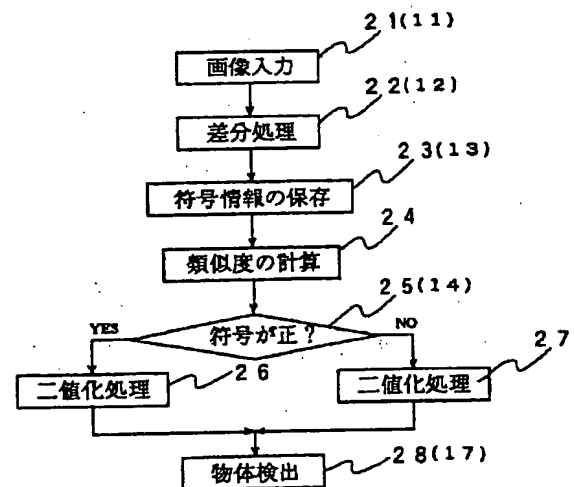 21(11)
画像入力
22(12)
差分処理
23(13)
符号情報の保存
24
類似度の計算
25(14)
符号が正?
YES
NO
二値化処理
26
二値化処理
27
物体検出
28(17)